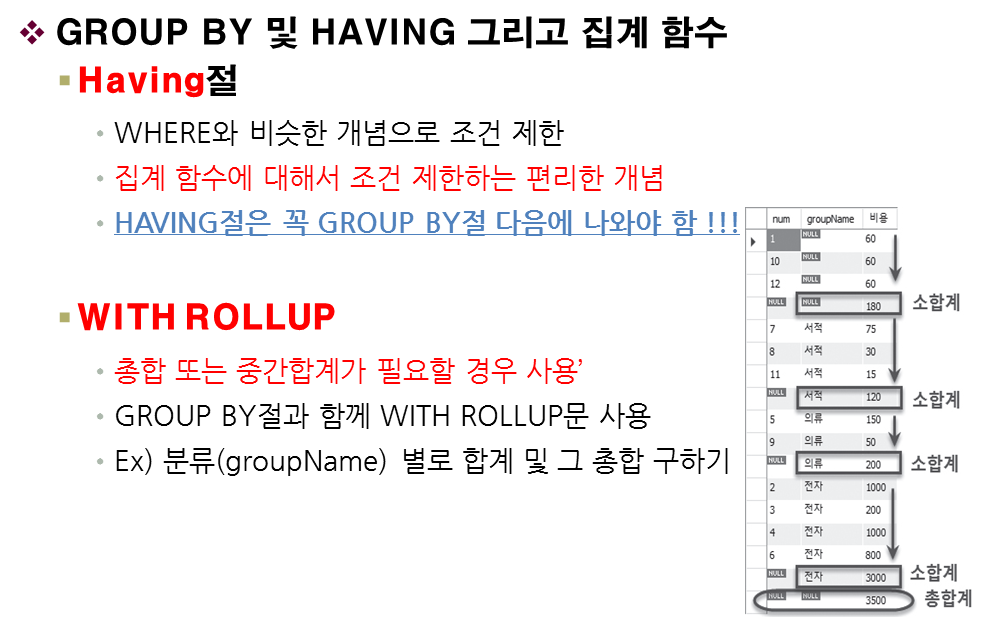 GROUP BY 및 HAVING 그리고 집계 함수
Having절
WHERE와 비슷한 개념으로 조건 제한
집계 함수에 대해서 조건 제한하는 편리한 개념
HAVING절은 꼭 GROUP BY절 다음에 나와야 함 !!!
WITH ROLLUP
총합 또는 중간합계가 필요할 경우 사용’
GROUP BY절과 함께 WITH ROLLUP문 사용
Ex) 분류(groupName) 별로 합계 및 그 총합 구하기
num groupName 비용
1 NULL 60
10 NULL 60
12 NULL 60
NULL NULL 180 소합계
7 서적 75
8 서적 30
11 서적 15
NULL 서적 120 소합계
5 의류 150
9 의류 50
NULL 의류 200 소합계
2 전자 1000
3 전자 200
4 전자 1000
6 전자 800
NULL 전자 3000 소합계
NULL NULL 3500 총합계